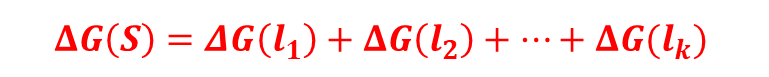 ΔG(S) = ΔG(l₁) + ΔG(l₂) + ⋯ + ΔG(lₖ)